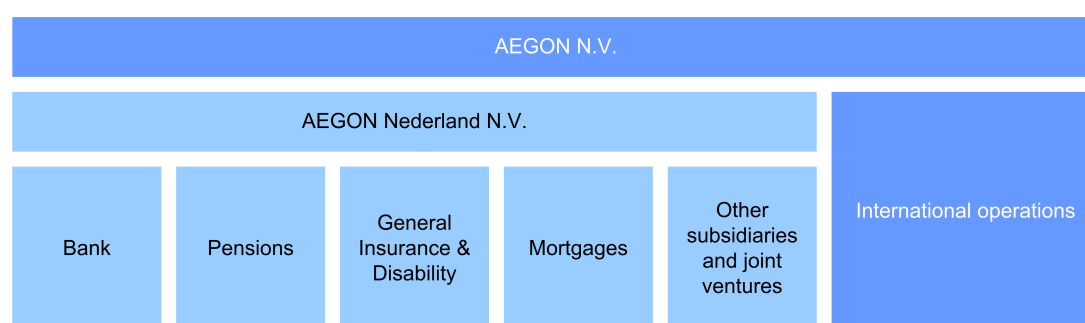 AEGON N.V.
AEGON Nederland N.V.
International operations
Bank
Pensions
General
Insurance &
Disability
Mortgages
Other
subsidiaries
and joint
ventures